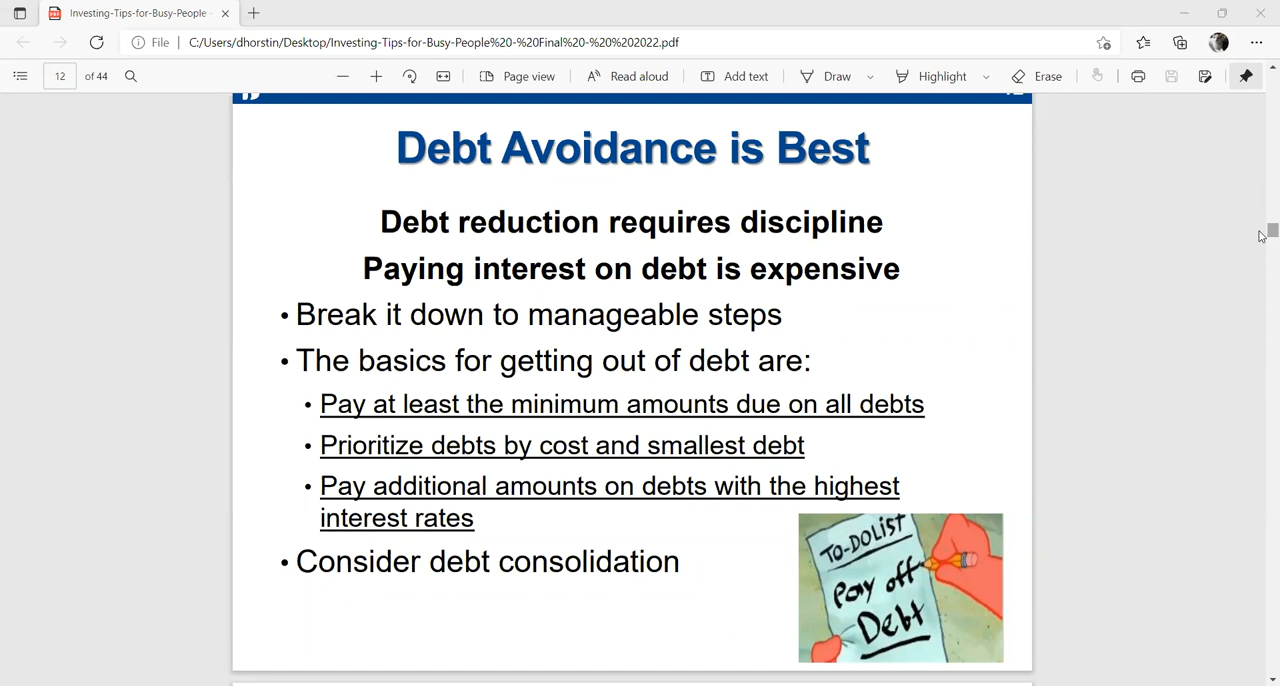 Investing-Tips-for-Busy-People -
File C:/Users/dhorstin/Desktop/Investing-Tips-for-Busy-People%20-%20Final%20-%20%202022.pdf
12 of 44 Page view Read aloud Add text Draw Highlight Erase
Debt Avoidance is Best
Debt reduction requires discipline
Paying interest on debt is expensive
• Break it down to manageable steps
• The basics for getting out of debt are:
• Pay at least the minimum amounts due on all debts
• Prioritize debts by cost and smallest debt
• Pay additional amounts on debts with the highest
interest rates
• Consider debt consolidation
TO-DO LIST
Pay off
Debt